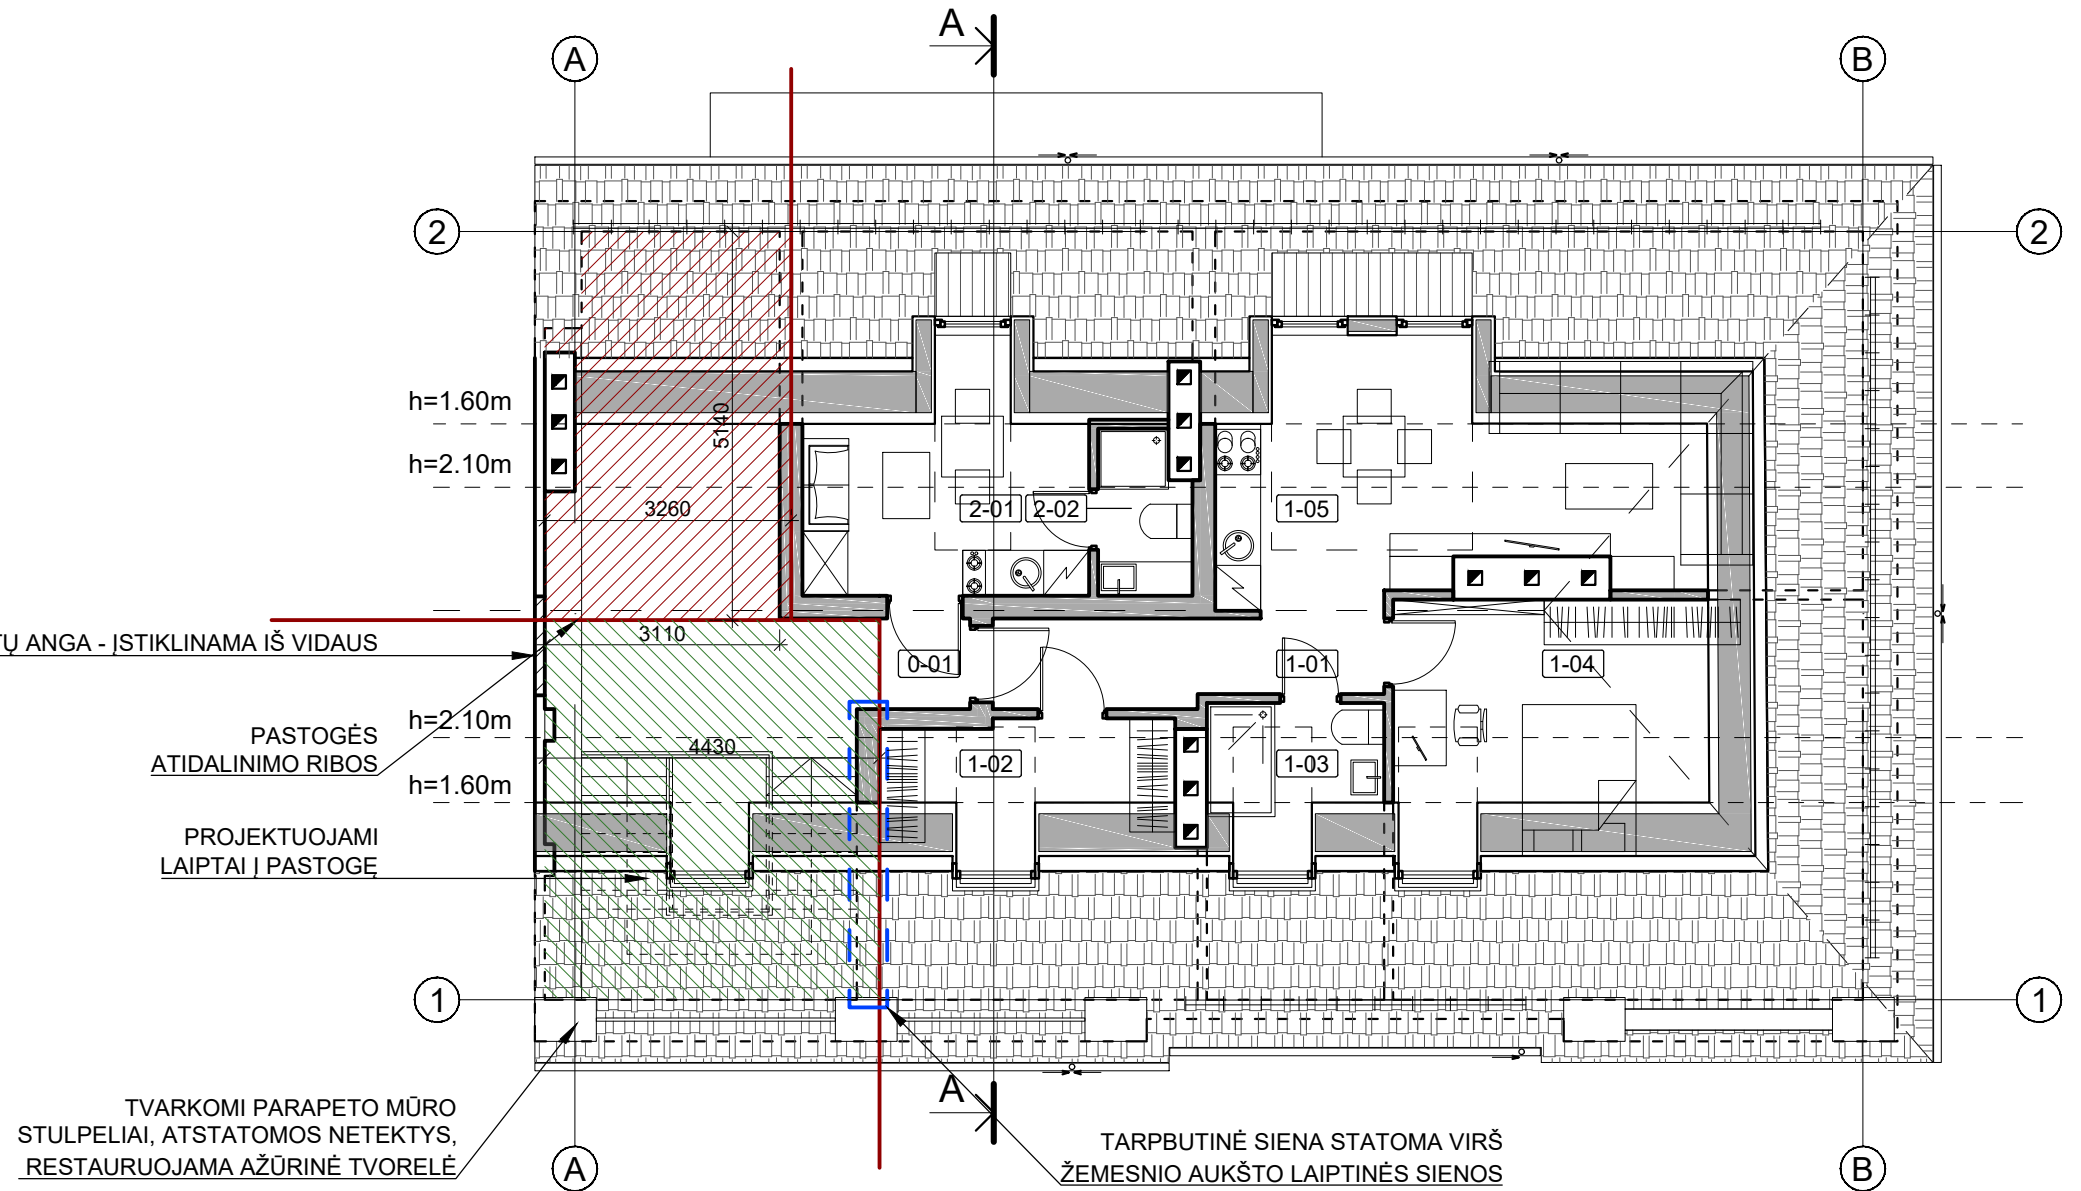 A
A
B
2
2
h=1.60m
5140
h=2.10m
2-01
2-02
1-05
3260
3110
Ų ANGA - ĮSTIKLINAMA IŠ VIDAUS
0-01
1-01
1-04
h=2.10m
PASTOGĖS
ATIDALINIMO RIBOS
4430
1-02
1-03
h=1.60m
PROJEKTUOJAMI
LAIPTAI Į PASTOGĘ
1
1
A
TVARKOMI PARAPETO MŪRO
STULPELIAI, ATSTATOMOS NETEKTYS,
RESTAURUOJAMA AŽŪRINĖ TVORELĖ
TARPBUTINĖ SIENA STATOMA VIRŠ
ŽEMESNIO AUKŠTO LAIPTINĖS SIENOS
A
B